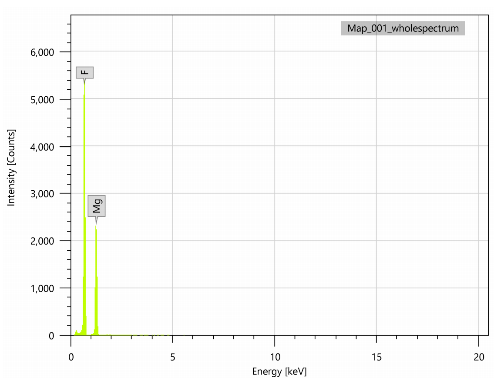 Map_001_wholespectrum
6,000
5,000
4,000
3,000
2,000
1,000
0
F
Mg
Intensity [Counts]
0 5 10 15 20
Energy [keV]